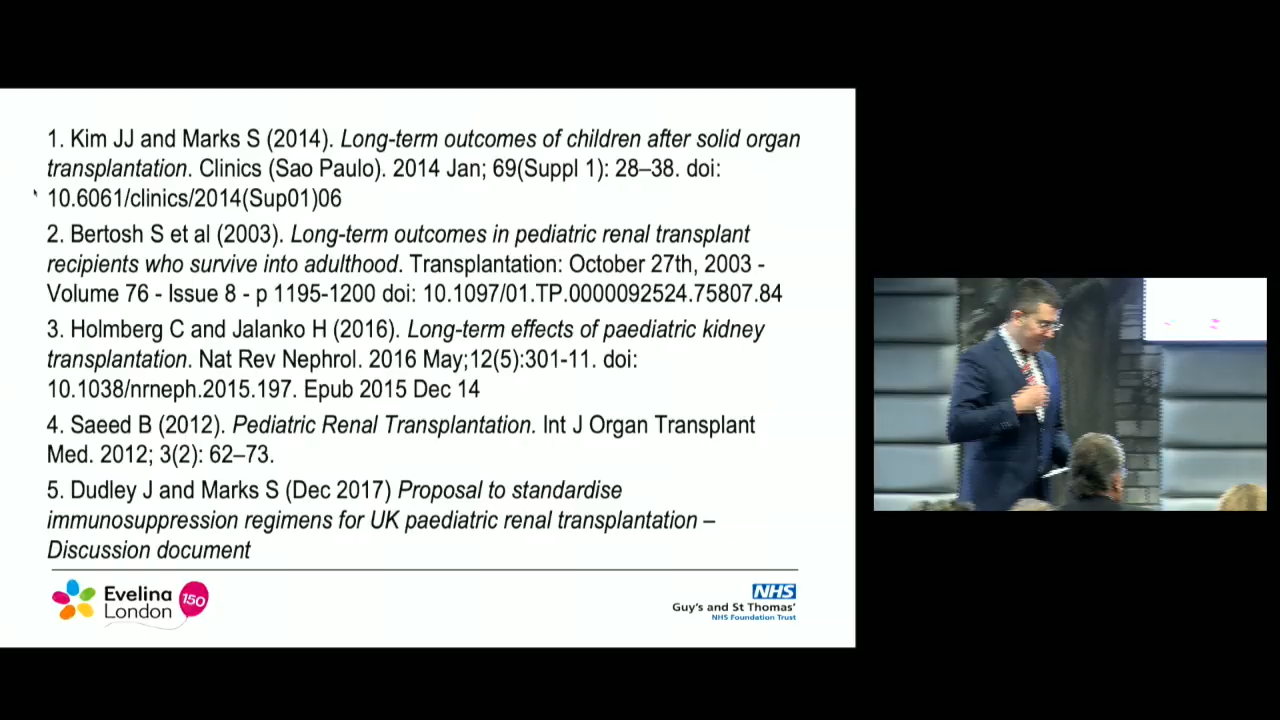 1. Kim JJ and Marks S (2014). Long-term outcomes of children after solid organ
transplantation. Clinics (Sao Paulo). 2014 Jan; 69(Suppl 1): 28–38. doi:
10.6061/clinics/2014(Sup01)06
2. Bertosh S et al (2003). Long-term outcomes in pediatric renal transplant
recipients who survive into adulthood. Transplantation: October 27th, 2003 -
Volume 76 - Issue 8 - p 1195-1200 doi: 10.1097/01.TP.0000092524.75807.84
3. Holmberg C and Jalanko H (2016). Long-term effects of paediatric kidney
transplantation. Nat Rev Nephrol. 2016 May;12(5):301-11. doi:
10.1038/nrneph.2015.197. Epub 2015 Dec 14
4. Saeed B (2012). Pediatric Renal Transplantation. Int J Organ Transplant
Med. 2012; 3(2): 62–73.
5. Dudley J and Marks S (Dec 2017) Proposal to standardise
immunosuppression regimens for UK paediatric renal transplantation –
Discussion document
Evelina
London
150
NHS
Guy's and St Thomas'
NHS Foundation Trust